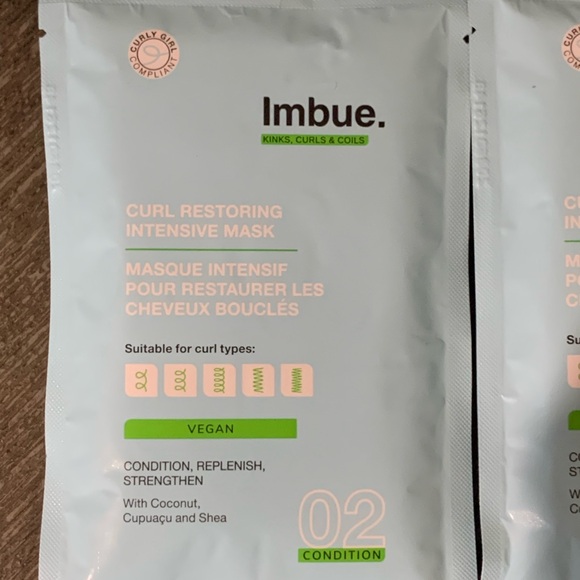 CURLY GIRL
COMPLIANT
Imbue.
KINKS, CURLS & COILS
CURL RESTORING
INTENSIVE MASK
MASQUE INTENSIF
POUR RESTAURER LES
CHEVEUX BOUCLÉS
Suitable for curl types:
VEGAN
CONDITION, REPLENISH,
STRENGTHEN
With Coconut,
Cupuaçu and Shea
02
CONDITION